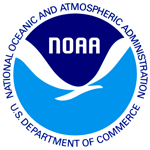 NATIONAL OCEANIC AND ATMOSPHERIC ADMINISTRATION
NOAA
U.S. DEPARTMENT OF COMMERCE